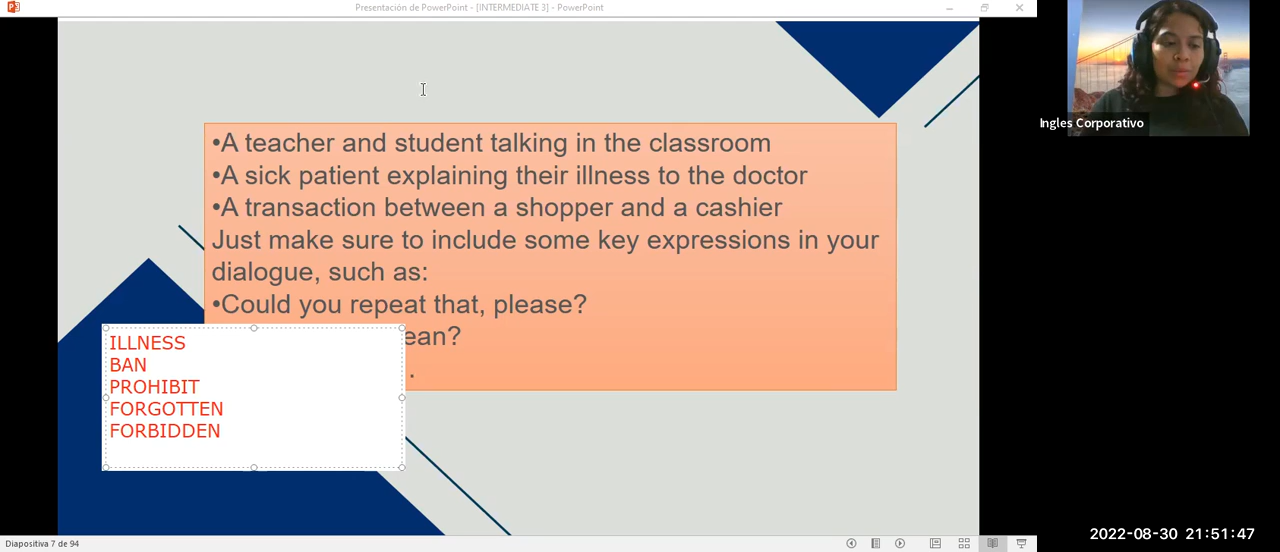 Presentación de PowerPoint - [INTERMEDIATE 3] - PowerPoint
Ingles Corporativo
•A teacher and student talking in the classroom
•A sick patient explaining their illness to the doctor
•A transaction between a shopper and a cashier
Just make sure to include some key expressions in your
dialogue, such as:
•Could you repeat that, please?
ean?
.
ILLNESS
BAN
PROHIBIT
FORGOTTEN
FORBIDDEN
2022-08-30 21:51:47
Diapositiva 7 de 94